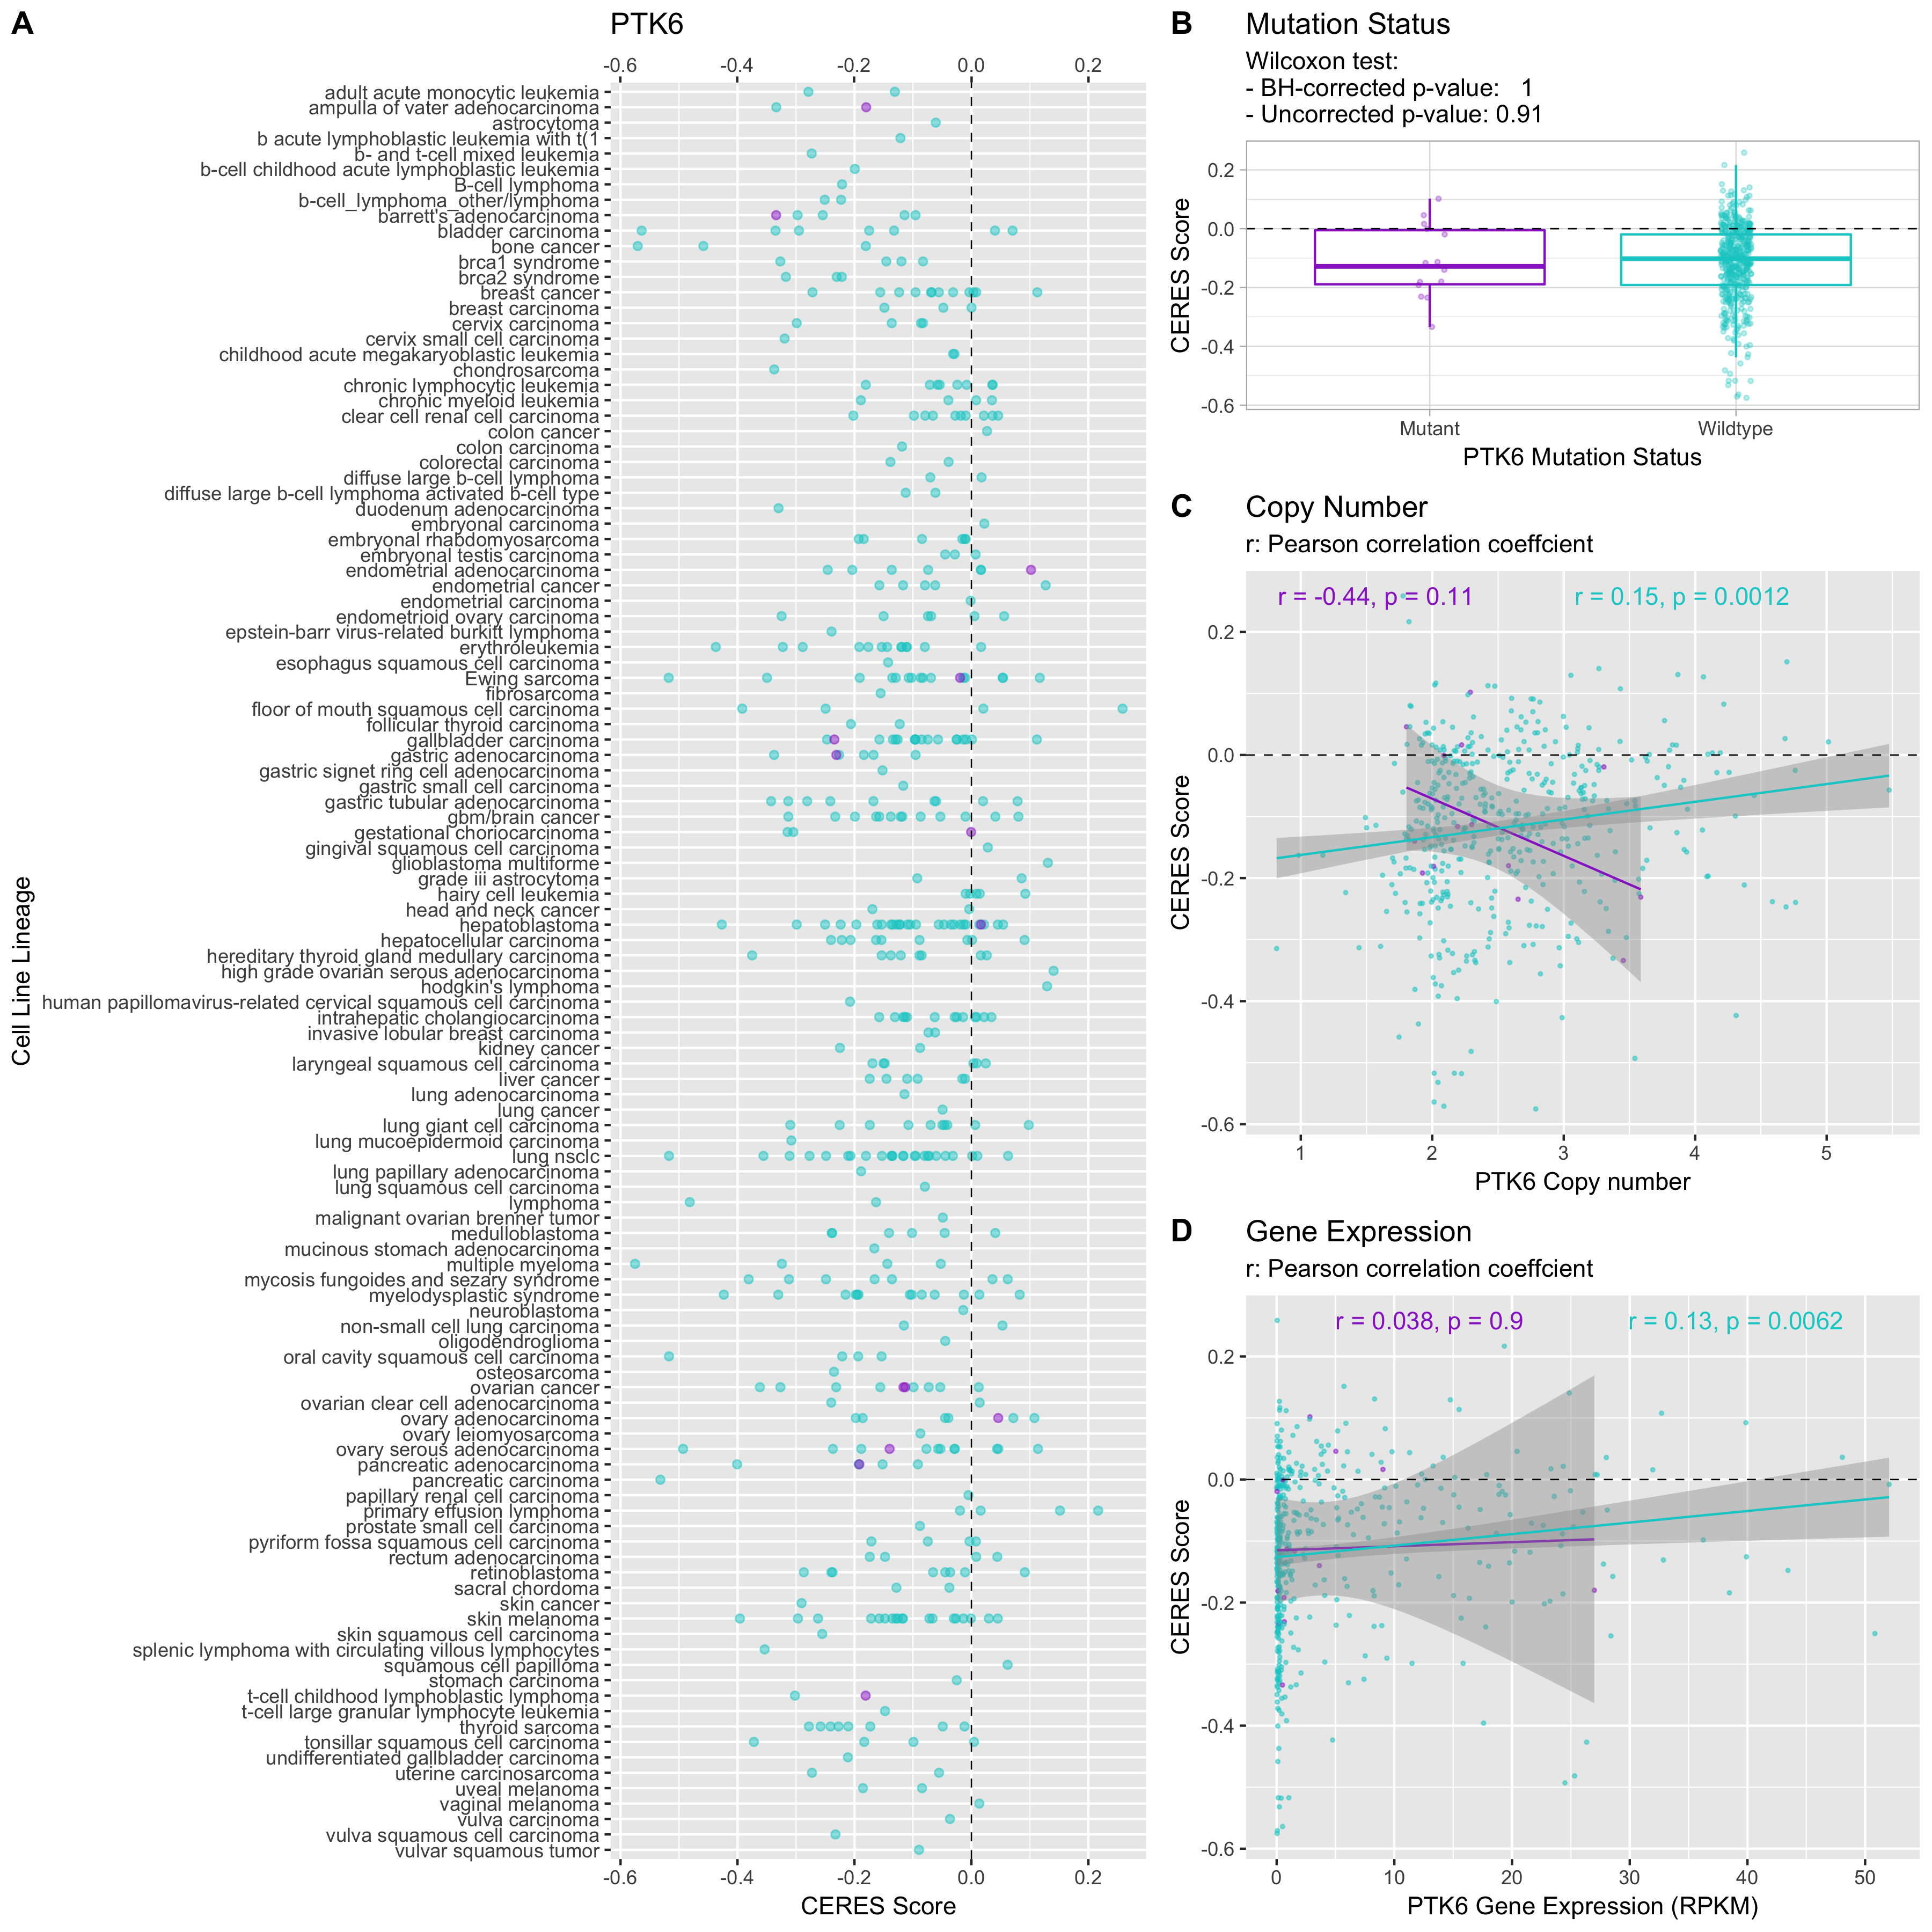 A
PTK6
-0.6 -0.4 -0.2 0.0 0.2
Cell Line Lineage
adult acute monocytic leukemia
ampulla of vater adenocarcinoma
astrocytoma
b acute lymphoblastic leukemia with t(1
b- and t-cell mixed leukemia
b-cell childhood acute lymphoblastic leukemia
B-cell lymphoma
b-cell_lymphoma_other/lymphoma
barrett's adenocarcinoma
bladder carcinoma
bone cancer
brca1 syndrome
brca2 syndrome
breast cancer
breast carcinoma
cervix carcinoma
cervix small cell carcinoma
childhood acute megakaryoblastic leukemia
chondrosarcoma
chronic lymphocytic leukemia
chronic myeloid leukemia
clear cell renal cell carcinoma
colon cancer
colon carcinoma
colorectal carcinoma
diffuse large b-cell lymphoma
diffuse large b-cell lymphoma activated b-cell type
duodenum adenocarcinoma
embryonal carcinoma
embryonal rhabdomyosarcoma
embryonal testis carcinoma
endometrial adenocarcinoma
endometrial cancer
endometrial carcinoma
endometrioid ovary carcinoma
epstein-barr virus-related burkitt lymphoma
erythroleukemia
esophagus squamous cell carcinoma
Ewing sarcoma
fibrosarcoma
floor of mouth squamous cell carcinoma
follicular thyroid carcinoma
gallbladder carcinoma
gastric adenocarcinoma
gastric signet ring cell adenocarcinoma
gastric small cell carcinoma
gastric tubular adenocarcinoma
gbm/brain cancer
gestational choriocarcinoma
gingival squamous cell carcinoma
glioblastoma multiforme
grade iii astrocytoma
hairy cell leukemia
head and neck cancer
hepatoblastoma
hepatocellular carcinoma
hereditary thyroid gland medullary carcinoma
high grade ovarian serous adenocarcinoma
hodgkin's lymphoma
human papillomavirus-related cervical squamous cell carcinoma
intrahepatic cholangiocarcinoma
invasive lobular breast carcinoma
kidney cancer
laryngeal squamous cell carcinoma
liver cancer
lung adenocarcinoma
lung cancer
lung giant cell carcinoma
lung mucoepidermoid carcinoma
lung nsclc
lung papillary adenocarcinoma
lung squamous cell carcinoma
lymphoma
malignant ovarian brenner tumor
medulloblastoma
mucinous stomach adenocarcinoma
multiple myeloma
mycosis fungoides and sezary syndrome
myelodysplastic syndrome
neuroblastoma
non-small cell lung carcinoma
oligodendroglioma
oral cavity squamous cell carcinoma
osteosarcoma
ovarian cancer
ovarian clear cell adenocarcinoma
ovary adenocarcinoma
ovary leiomyosarcoma
ovary serous adenocarcinoma
pancreatic adenocarcinoma
pancreatic carcinoma
papillary renal cell carcinoma
primary effusion lymphoma
prostate small cell carcinoma
pyriform fossa squamous cell carcinoma
rectum adenocarcinoma
retinoblastoma
sacral chordoma
skin cancer
skin melanoma
skin squamous cell carcinoma
splenic lymphoma with circulating villous lymphocytes
squamous cell papilloma
stomach carcinoma
t-cell childhood lymphoblastic lymphoma
t-cell large granular lymphocyte leukemia
thyroid sarcoma
tonsillar squamous cell carcinoma
undifferentiated gallbladder carcinoma
uterine carcinosarcoma
uveal melanoma
vaginal melanoma
vulva carcinoma
vulva squamous cell carcinoma
vulvar squamous tumor
-0.6 -0.4 -0.2 0.0 0.2
CERES Score
B
Mutation Status
Wilcoxon test:
- BH-corrected p-value: 1
- Uncorrected p-value: 0.91
CERES Score
0.2
0.0
-0.2
-0.4
-0.6
Mutant Wildtype
PTK6 Mutation Status
C
Copy Number
r: Pearson correlation coeffcient
r = -0.44, p = 0.11 r = 0.15, p = 0.0012
CERES Score
0.2
0.0
-0.2
-0.4
-0.6
1 2 3 4 5
PTK6 Copy number
D
Gene Expression
r: Pearson correlation coeffcient
r = 0.038, p = 0.9 r = 0.13, p = 0.0062
CERES Score
0.2
0.0
-0.2
-0.4
-0.6
0 10 20 30 40 50
PTK6 Gene Expression (RPKM)